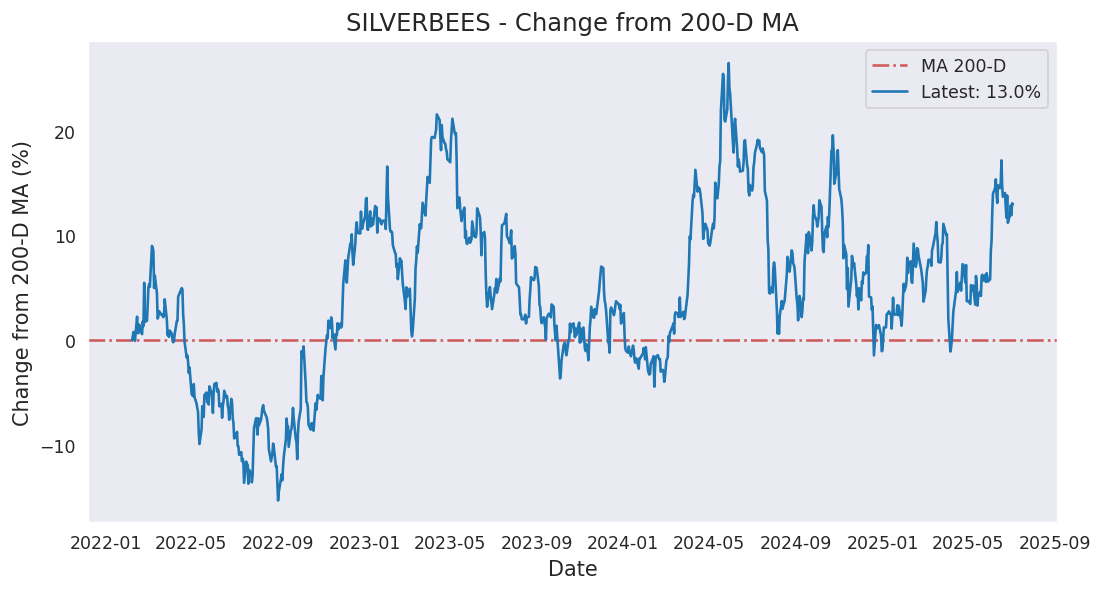 SILVERBEES - Change from 200-D MA
MA 200-D
Latest: 13.0%
Change from 200-D MA (%)
20
10
0
−10
2022-01 2022-05 2022-09 2023-01 2023-05 2023-09 2024-01 2024-05 2024-09 2025-01 2025-05 2025-09
Date